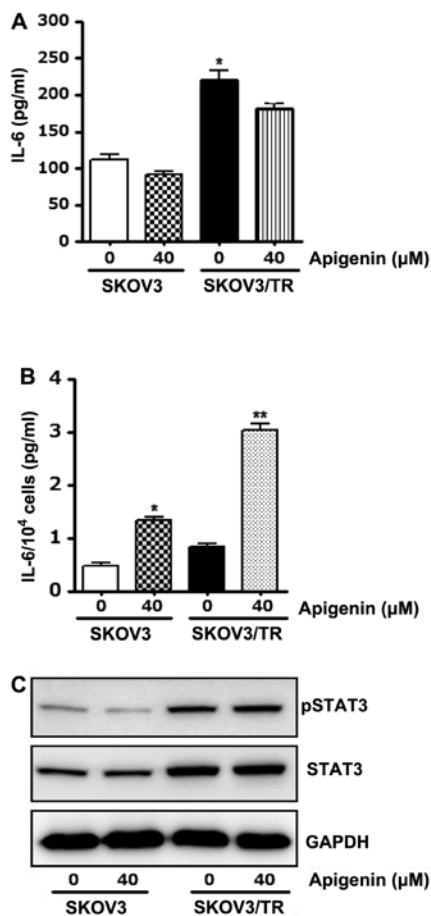 A
IL-6 (pg/ml)
300
250
200
150
100
50
0
*
0 40 0 40 Apigenin (μM)
SKOV3 SKOV3/TR
B
IL-6/10⁴ cells (pg/ml)
4
3
2
1
0
* **
0 40 0 40 Apigenin (μM)
SKOV3 SKOV3/TR
C
pSTAT3
STAT3
GAPDH
0 40 0 40 Apigenin (μM)
SKOV3 SKOV3/TR